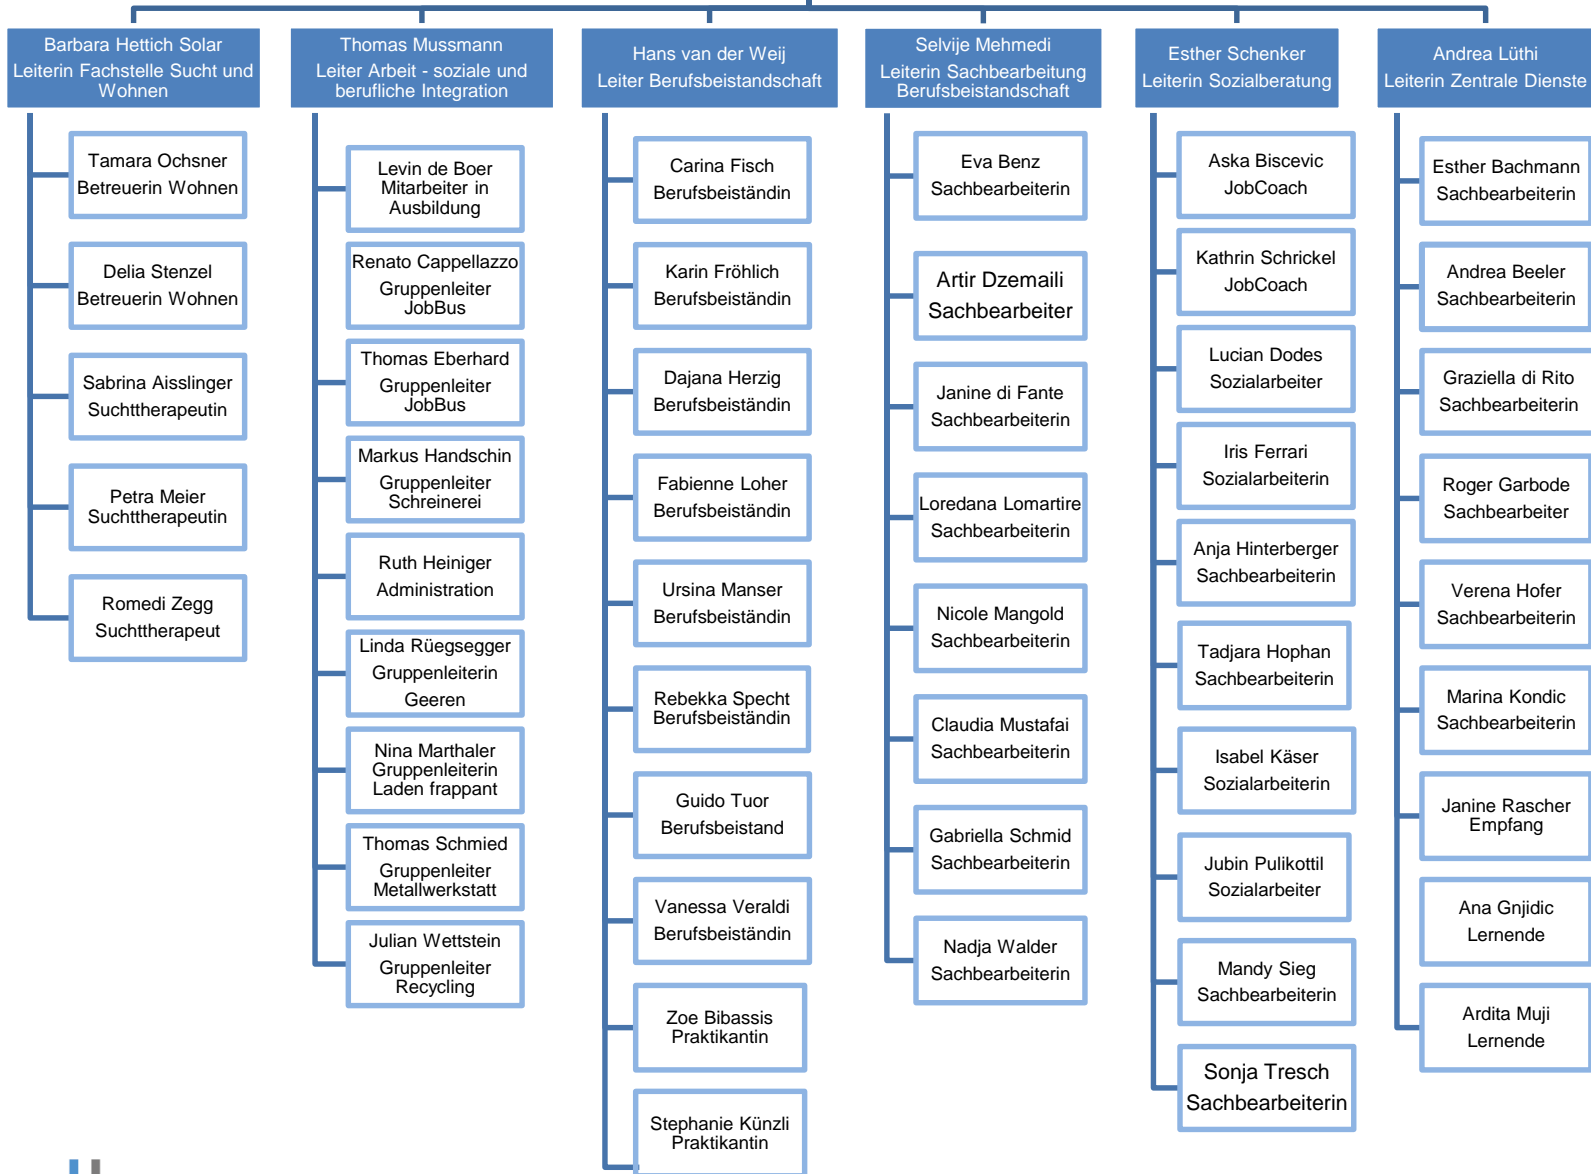 Barbara Hettich Solar
Leiterin Fachstelle Sucht und
Wohnen
Tamara Ochsner
Betreuerin Wohnen
Delia Stenzel
Betreuerin Wohnen
Sabrina Aisslinger
Suchttherapeutin
Petra Meier
Suchttherapeutin
Romedi Zegg
Suchttherapeut
Thomas Mussmann
Leiter Arbeit - soziale und
berufliche Integration
Levin de Boer
Mitarbeiter in
Ausbildung
Renato Cappellazzo
Gruppenleiter
JobBus
Thomas Eberhard
Gruppenleiter
JobBus
Markus Handschin
Gruppenleiter
Schreinerei
Ruth Heiniger
Administration
Linda Rüegsegger
Gruppenleiterin
Geeren
Nina Marthaler
Gruppenleiterin
Laden frappant
Thomas Schmied
Gruppenleiter
Metallwerkstatt
Julian Wettstein
Gruppenleiter
Recycling
Hans van der Weij
Leiter Berufsbeistandschaft
Carina Fisch
Berufsbeiständin
Karin Fröhlich
Berufsbeiständin
Dajana Herzig
Berufsbeiständin
Fabienne Loher
Berufsbeiständin
Ursina Manser
Berufsbeiständin
Rebekka Specht
Berufsbeiständin
Guido Tuor
Berufsbeistand
Vanessa Veraldi
Berufsbeiständin
Zoe Bibassis
Praktikantin
Stephanie Künzli
Praktikantin
Selvije Mehmedi
Leiterin Sachbearbeitung
Berufsbeistandschaft
Eva Benz
Sachbearbeiterin
Artir Dzemaili
Sachbearbeiter
Janine di Fante
Sachbearbeiterin
Loredana Lomartire
Sachbearbeiterin
Nicole Mangold
Sachbearbeiterin
Claudia Mustafai
Sachbearbeiterin
Gabriella Schmid
Sachbearbeiterin
Nadja Walder
Sachbearbeiterin
Esther Schenker
Leiterin Sozialberatung
Aska Biscevic
JobCoach
Kathrin Schrickel
JobCoach
Lucian Dodes
Sozialarbeiter
Iris Ferrari
Sozialarbeiterin
Anja Hinterberger
Sachbearbeiterin
Tadjara Hophan
Sachbearbeiterin
Isabel Käser
Sozialarbeiterin
Jubin Pulikottil
Sozialarbeiter
Mandy Sieg
Sachbearbeiterin
Sonja Tresch
Sachbearbeiterin
Andrea Lüthi
Leiterin Zentrale Dienste
Esther Bachmann
Sachbearbeiterin
Andrea Beeler
Sachbearbeiterin
Graziella di Rito
Sachbearbeiterin
Roger Garbode
Sachbearbeiter
Verena Hofer
Sachbearbeiterin
Marina Kondic
Sachbearbeiterin
Janine Rascher
Empfang
Ana Gnjidic
Lernende
Ardita Muji
Lernende